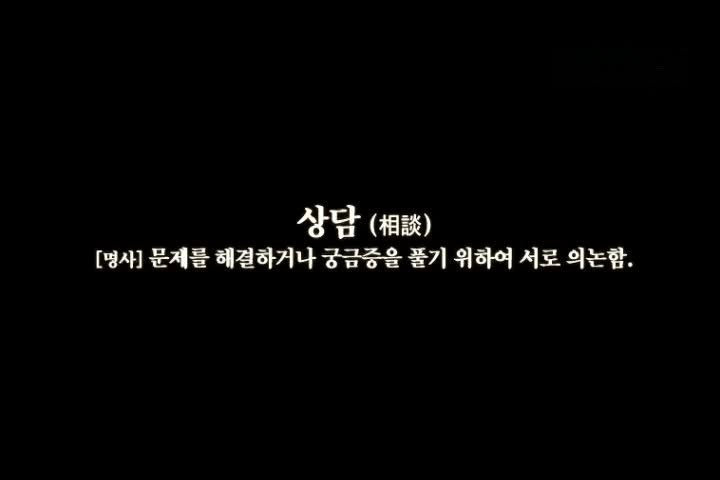 상담 (相談)
[명사] 문제를 해결하거나 궁금증을 풀기 위하여 서로 의논함.